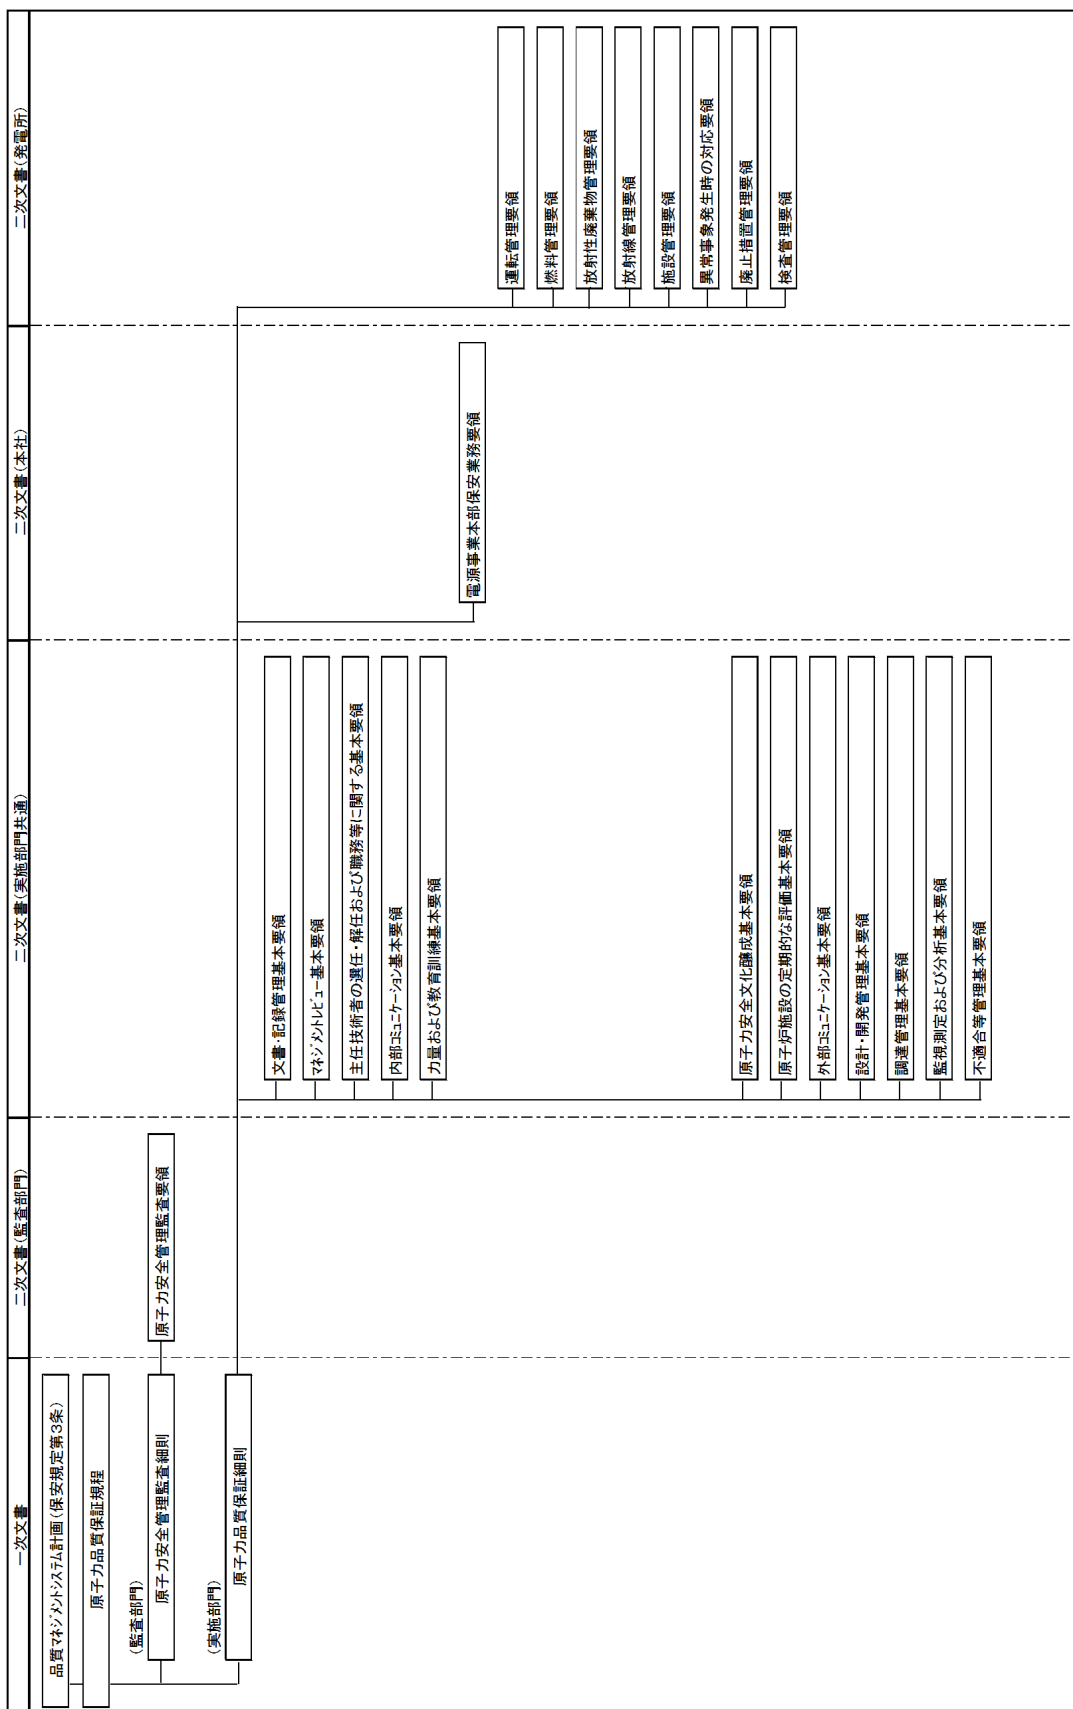 一次文書
二次文書(監査部門)
二次文書(実施部門共通)
二次文書(本社)
二次文書(発電所)
品質マネジメントシステム計画(保安規定第3条)
原子力品質保証規程
(監査部門)
原子力安全管理監査細則
原子力安全管理監査要領
(実施部門)
原子力品質保証細則
文書・記録管理基本要領
マネジメントレビュー基本要領
主任技術者の選任・解任および職務等に関する基本要領
内部コミュニケーション基本要領
力量および教育訓練基本要領
電源事業本部保安業務要領
運転管理要領
燃料管理要領
放射性廃棄物管理要領
放射線管理要領
施設管理要領
異常事象発生時の対応要領
廃止措置管理要領
検査管理要領
原子力安全文化醸成基本要領
原子炉施設の定期的な評価基本要領
外部コミュニケーション基本要領
設計・開発管理基本要領
調達管理基本要領
監視測定および分析基本要領
不適合等管理基本要領